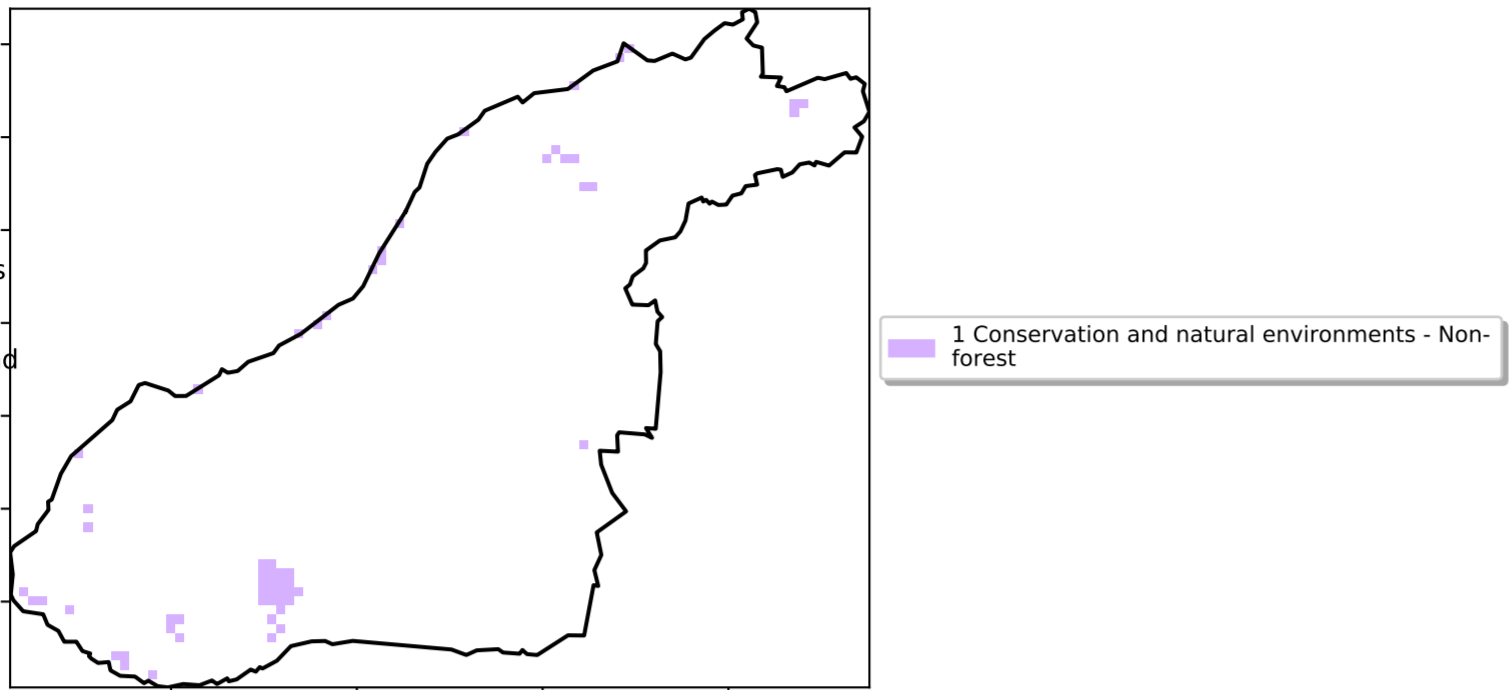 s
d
1 Conservation and natural environments - Non-
forest